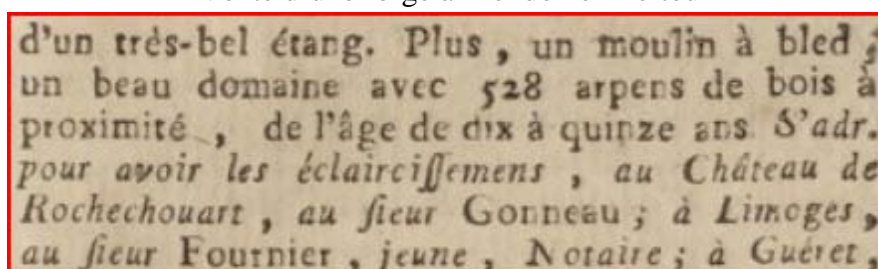 d'un très-bel étang. Plus, un moulin à bled,
un beau domaine avec 528 arpens de bois à
proximité, de l'âge de dix à quinze ans S'adr.
pour avoir les éclairciſſemens, au Château de
Rochechouart, au ſieur Gonneau; à Limoges,
au ſieur Fournier, jeune, Notaire; à Guéret,